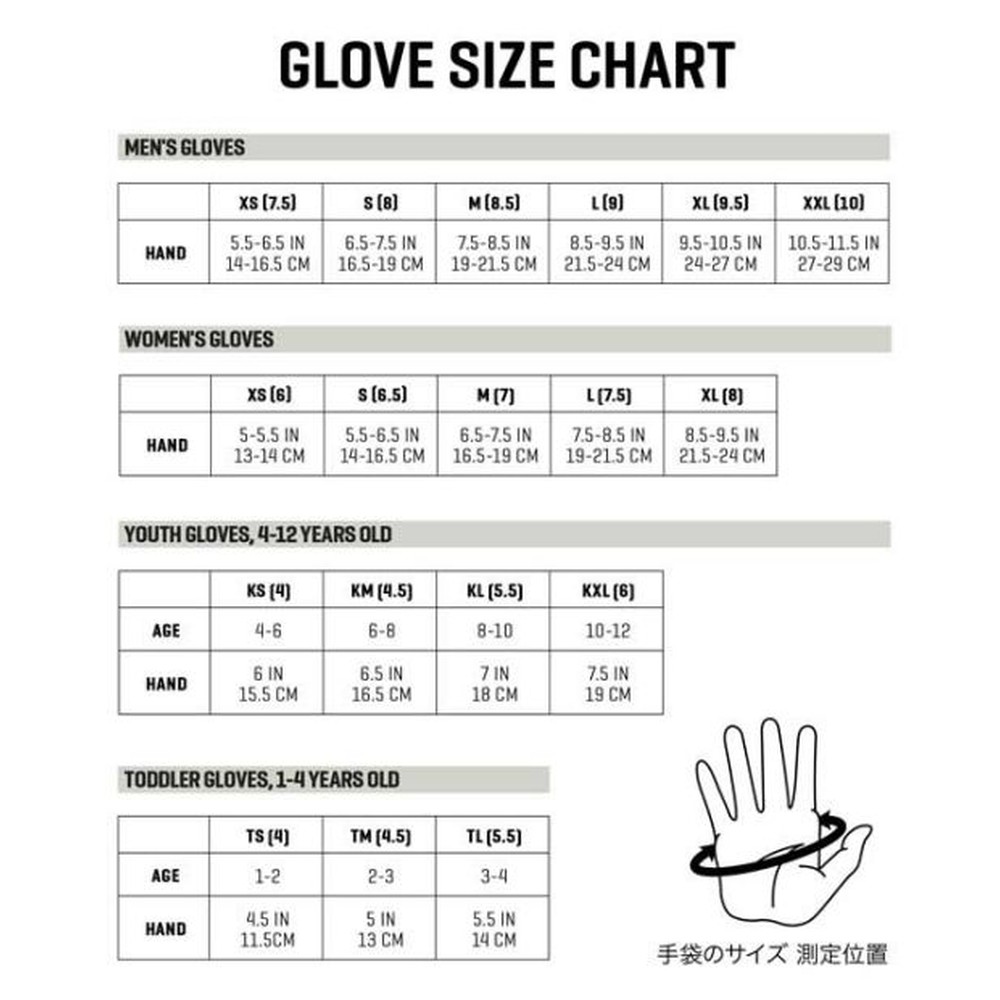 GLOVE SIZE CHART
MEN'S GLOVES
XS (7.5) S (8) M (8.5) L (9) XL (9.5) XXL (10)
HAND 5.5-6.5 IN 6.5-7.5 IN 7.5-8.5 IN 8.5-9.5 IN 9.5-10.5 IN 10.5-11.5 IN
14-16.5 CM 16.5-19 CM 19-21.5 CM 21.5-24 CM 24-27 CM 27-29 CM
WOMEN'S GLOVES
XS (6) S (6.5) M (7) L (7.5) XL (8)
HAND 5-5.5 IN 5.5-6.5 IN 6.5-7.5 IN 7.5-8.5 IN 8.5-9.5 IN
13-14 CM 14-16.5 CM 16.5-19 CM 19-21.5 CM 21.5-24 CM
YOUTH GLOVES, 4-12 YEARS OLD
KS (4) KM (4.5) KL (5.5) KXL (6)
AGE 4-6 6-8 8-10 10-12
HAND 6 IN 6.5 IN 7 IN 7.5 IN
15.5 CM 16.5 CM 18 CM 19 CM
TODDLER GLOVES, 1-4 YEARS OLD
TS (4) TM (4.5) TL (5.5)
AGE 1-2 2-3 3-4
HAND 4.5 IN 5 IN 5.5 IN
11.5CM 13 CM 14 CM
手袋のサイズ 測定位置